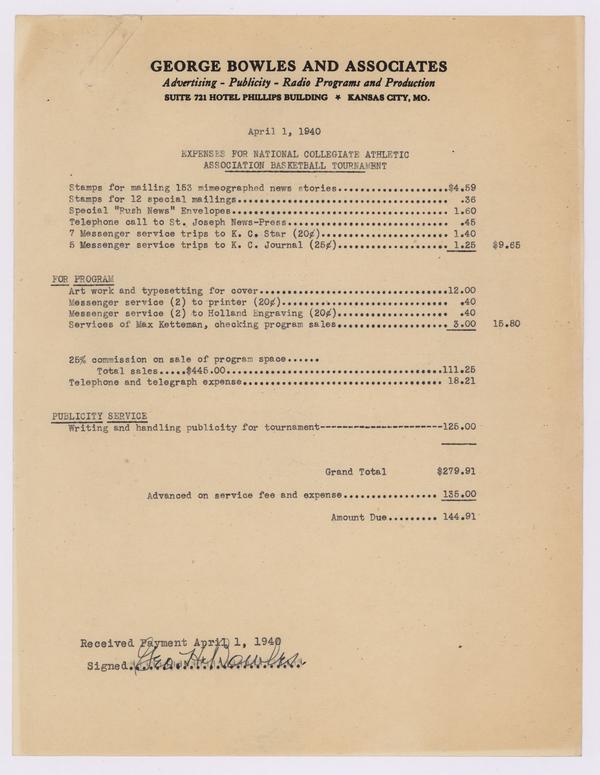 GEORGE BOWLES AND ASSOCIATES
Advertising - Publicity - Radio Programs and Production
SUITE 721 HOTEL PHILLIPS BUILDING * KANSAS CITY, MO.
April 1, 1940
EXPENSES FOR NATIONAL COLLEGIATE ATHLETIC
ASSOCIATION BASKETBALL TOURNAMENT
Stamps for mailing 153 mimeographed news stories....................$4.59
Stamps for 12 special mailings...................................... .36
Special "Rush News" Envelopes....................................... 1.60
Telephone call to St. Joseph News-Press............................. .45
7 Messenger service trips to K. C. Star (20¢)....................... 1.40
5 Messenger service trips to K. C. Journal (25¢).................... 1.25 $9.65
FOR PROGRAM
Art work and typesetting for cover..................................12.00
Messenger service (2) to printer (20¢).............................. .40
Messenger service (2) to Holland Engraving (20¢).................... .40
Services of Max Ketteman, checking program sales.................... 3.00 15.80
25% commission on sale of program space......
Total sales.....$445.00.......................................111.25
Telephone and telegraph expense.................................... 18.21
PUBLICITY SERVICE
Writing and handling publicity for tournament----------------------125.00
Grand Total $279.91
Advanced on service fee and expense................. 135.00
Amount Due......... 144.91
Received Payment April 1, 1940
Signed. Geo. H. Bowles